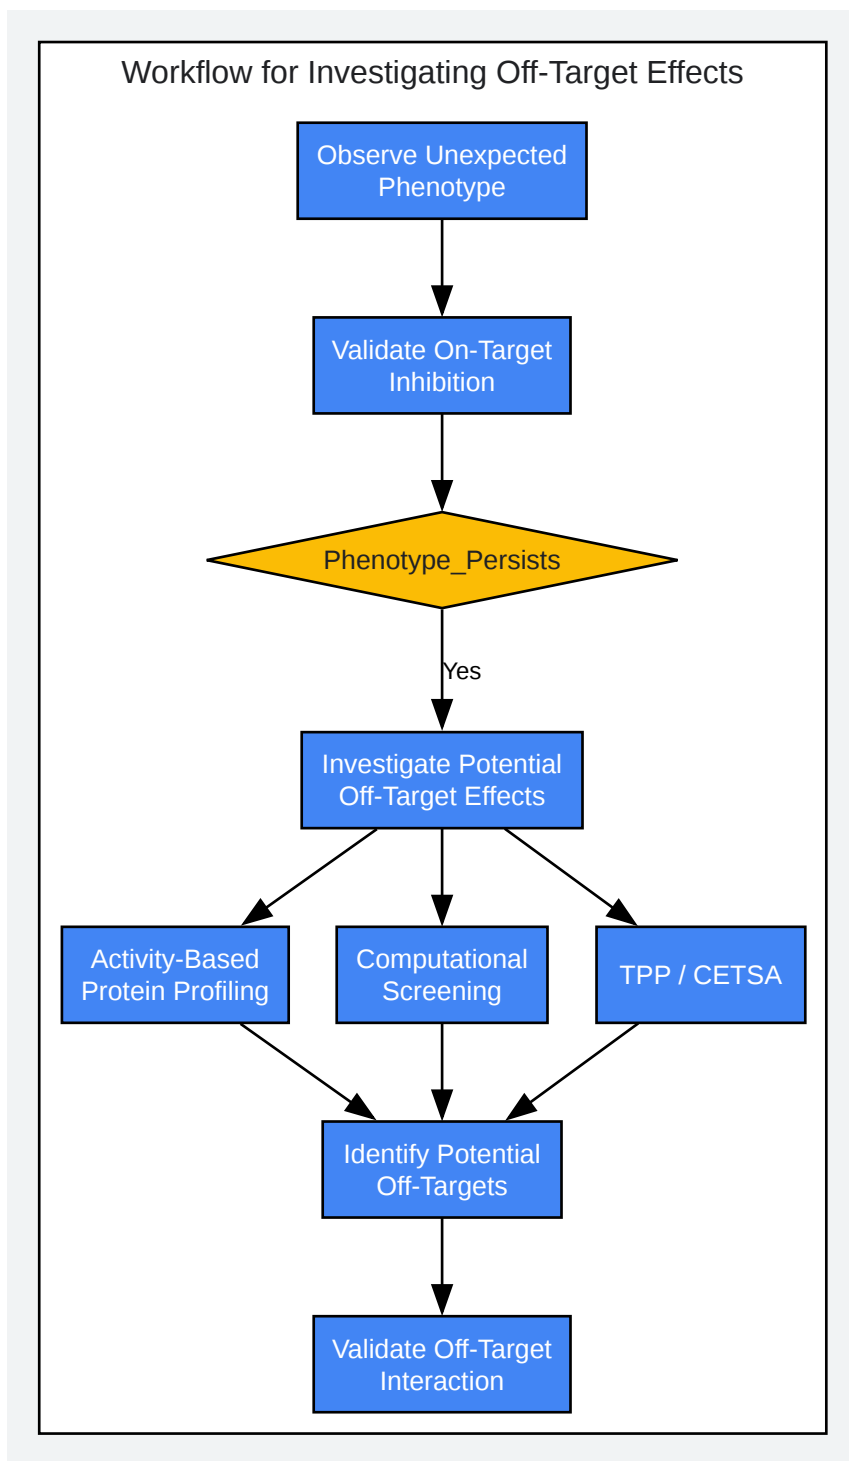 Workflow for Investigating Off-Target Effects
Observe Unexpected
Phenotype
Validate On-Target
Inhibition
Phenotype_Persists
Yes
Investigate Potential
Off-Target Effects
Activity-Based
Protein Profiling
Computational
Screening
TPP / CETSA
Identify Potential
Off-Targets
Validate Off-Target
Interaction